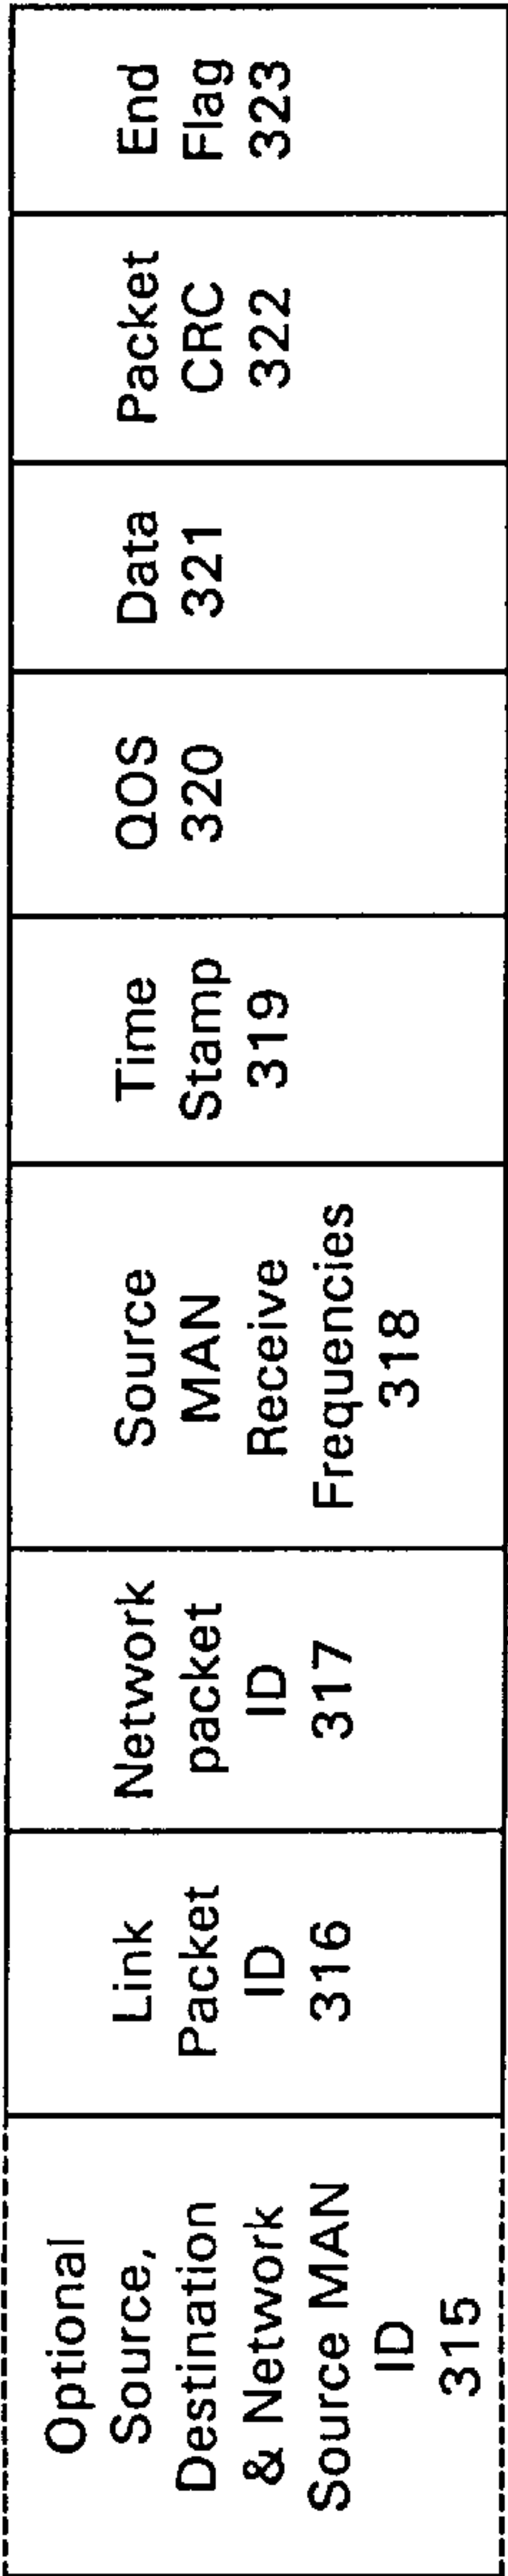 Optional
Source,
Destination
& Network
Source MAN
ID
315
Link
Packet
ID
316
Network
packet
ID
317
Source
MAN
Receive
Frequencies
318
Time
Stamp
319
QOS
320
Data
321
Packet
CRC
322
End
Flag
323